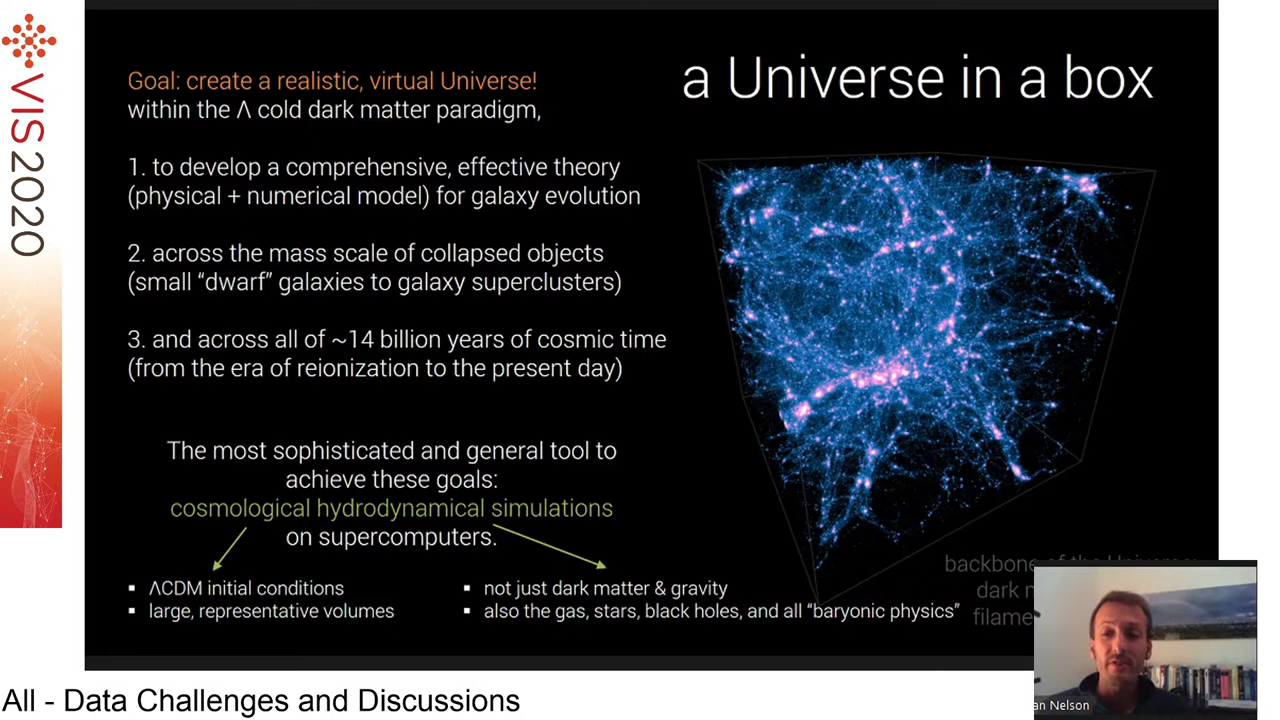 VIS2020
a Universe in a box
Goal: create a realistic, virtual Universe!
within the Λ cold dark matter paradigm,
1. to develop a comprehensive, effective theory
(physical + numerical model) for galaxy evolution
2. across the mass scale of collapsed objects
(small “dwarf” galaxies to galaxy superclusters)
3. and across all of ~14 billion years of cosmic time
(from the era of reionization to the present day)
The most sophisticated and general tool to
achieve these goals:
cosmological hydrodynamical simulations
on supercomputers.
▪ ΛCDM initial conditions
▪ large, representative volumes
▪ not just dark matter & gravity
▪ also the gas, stars, black holes, and all “baryonic physics”
backbone of the Universe:
dark
Nelson
All - Data Challenges and Discussions